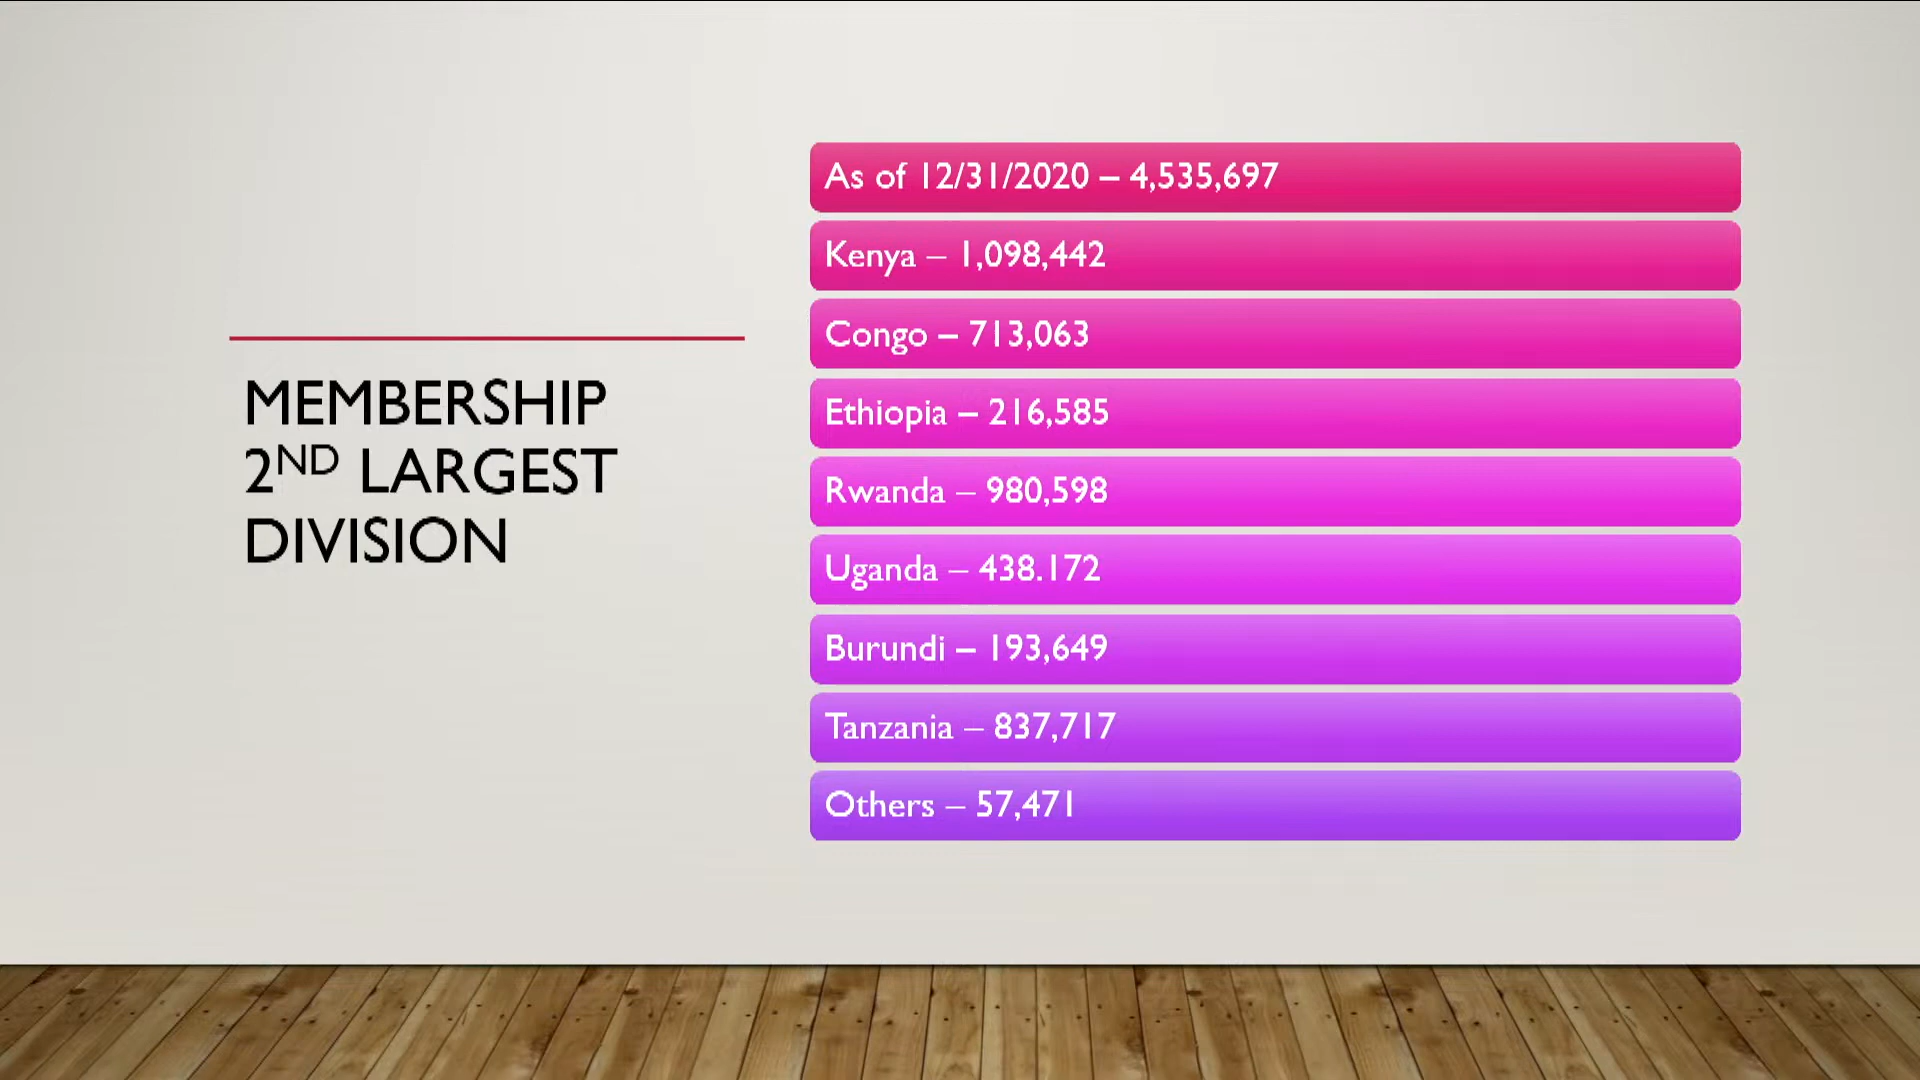 MEMBERSHIP
2ND LARGEST
DIVISION
As of 12/31/2020 – 4,535,697
Kenya – 1,098,442
Congo – 713,063
Ethiopia – 216,585
Rwanda – 980,598
Uganda – 438.172
Burundi – 193,649
Tanzania – 837,717
Others – 57,471